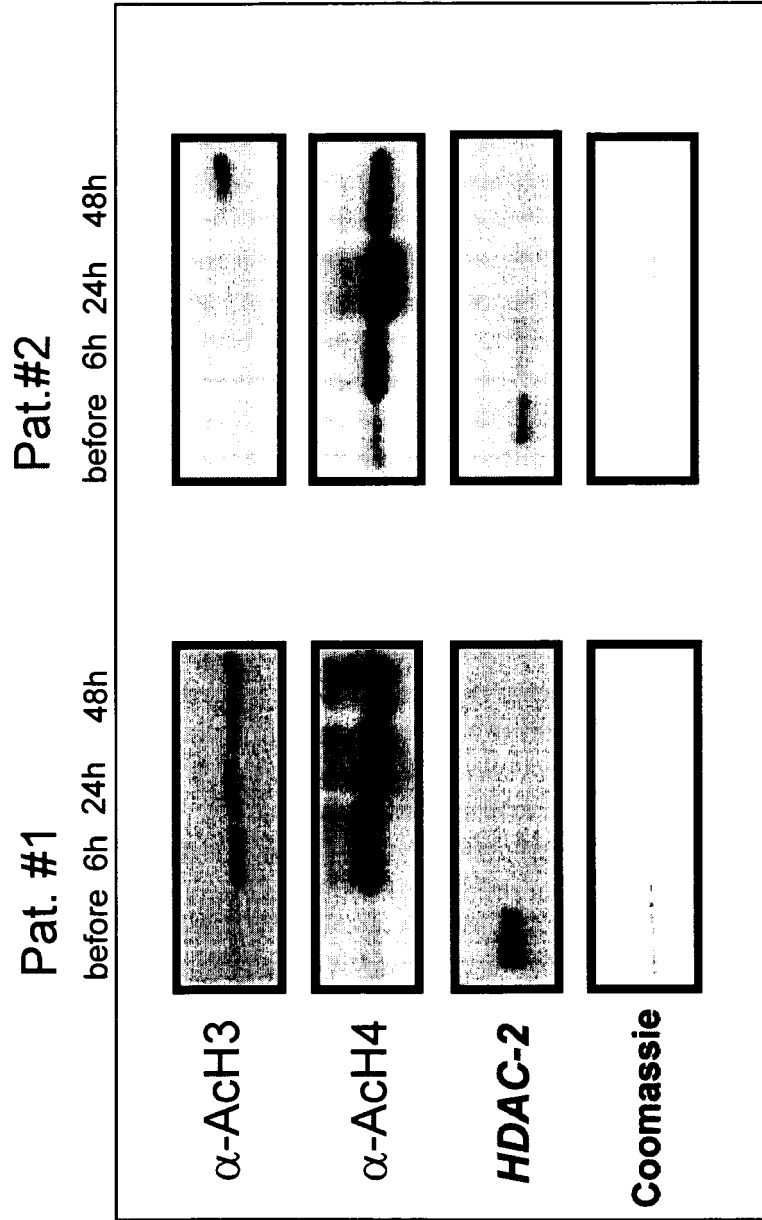 Pat. #1 Pat.#2
before 6h 24h 48h before 6h 24h 48h
α-AcH3
α-AcH4
HDAC-2
Coomassie